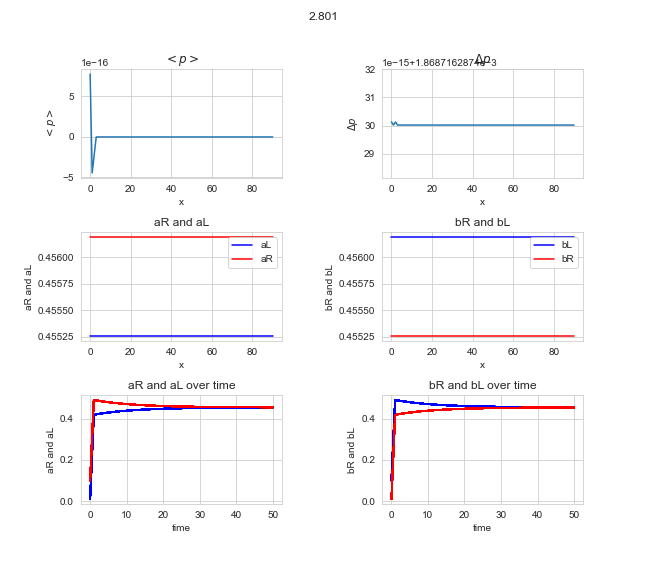 2.801
<p>
Δp
1e−16
1e−15+1.8687162874e−3
5
0
−5
<p>
0 20 40 60 80
x
32
31
30
29
Δp
0 20 40 60 80
x
aR and aL
bR and bL
0.45600
0.45575
0.45550
0.45525
aR and aL
aL
aR
0 20 40 60 80
x
0.45600
0.45575
0.45550
0.45525
bR and bL
bL
bR
0 20 40 60 80
x
aR and aL over time
bR and bL over time
0.4
0.2
0.0
aR and aL
0 10 20 30 40 50
time
0.4
0.2
0.0
bR and bL
0 10 20 30 40 50
time